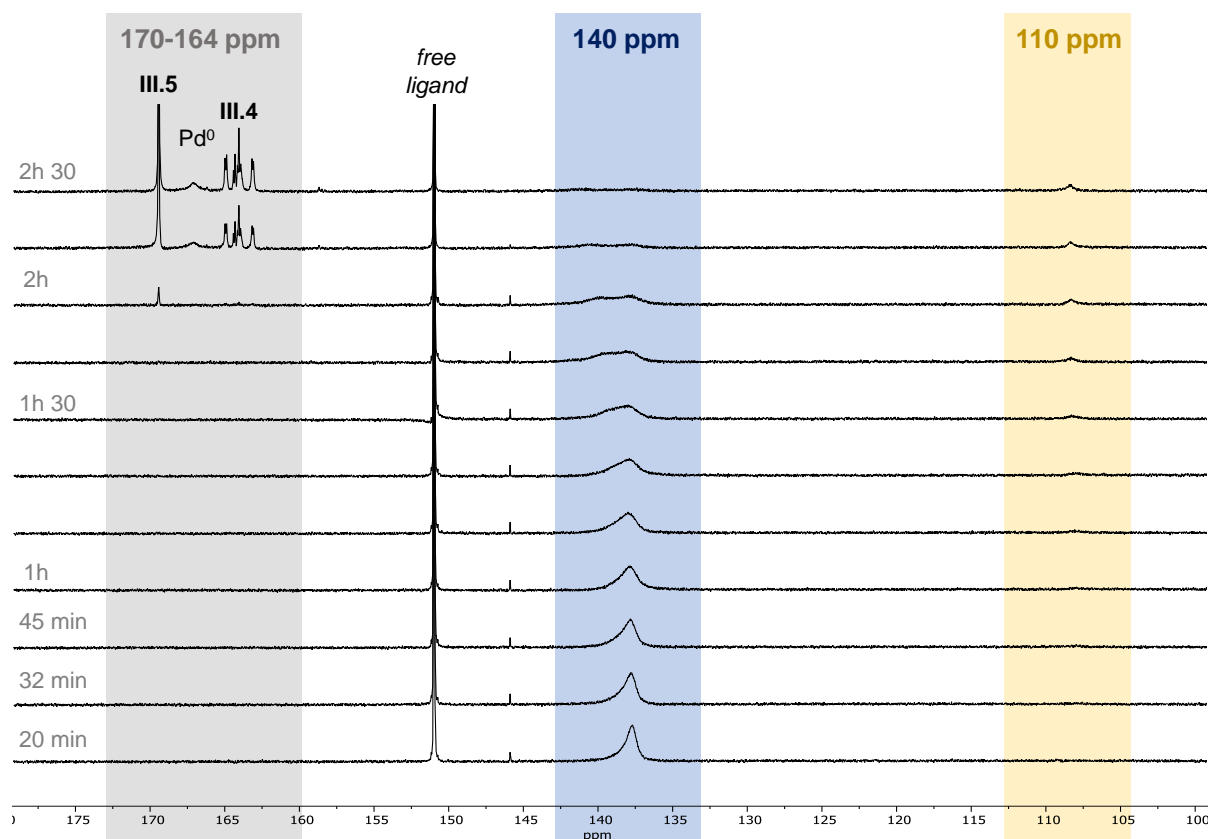 170-164 ppm
140 ppm
110 ppm
free
ligand
III.5
III.4
Pd⁰
2h 30
2h
1h 30
1h
45 min
32 min
20 min
0 175 170 165 160 155 150 145 140 135 130 125 120 115 110 105 100
ppm